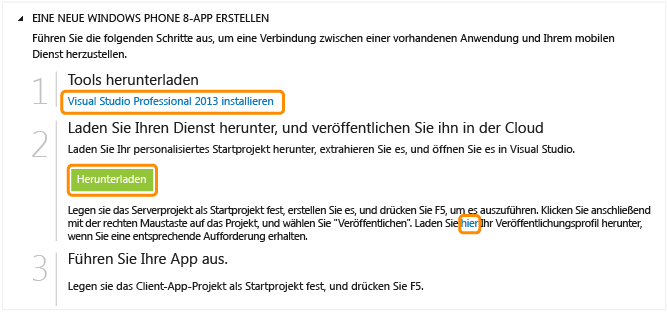 EINE NEUE WINDOWS PHONE 8-APP ERSTELLEN
Führen Sie die folgenden Schritte aus, um eine Verbindung zwischen einer vorhandenen Anwendung und Ihrem mobilen
Dienst herzustellen.
1 Tools herunterladen
Visual Studio Professional 2013 installieren
2 Laden Sie Ihren Dienst herunter, und veröffentlichen Sie ihn in der Cloud
Laden Sie Ihr personalisiertes Startprojekt herunter, extrahieren Sie es, und öffnen Sie es in Visual Studio.
Herunterladen
Legen sie das Serverprojekt als Startprojekt fest, erstellen Sie es, und drücken Sie F5, um es auszuführen. Klicken Sie anschließend
mit der rechten Maustaste auf das Projekt, und wählen Sie "Veröffentlichen". Laden Sie hier Ihr Veröffentlichungsprofil herunter,
wenn Sie eine entsprechende Aufforderung erhalten.
3 Führen Sie Ihre App aus.
Legen sie das Client-App-Projekt als Startprojekt fest, und drücken Sie F5.